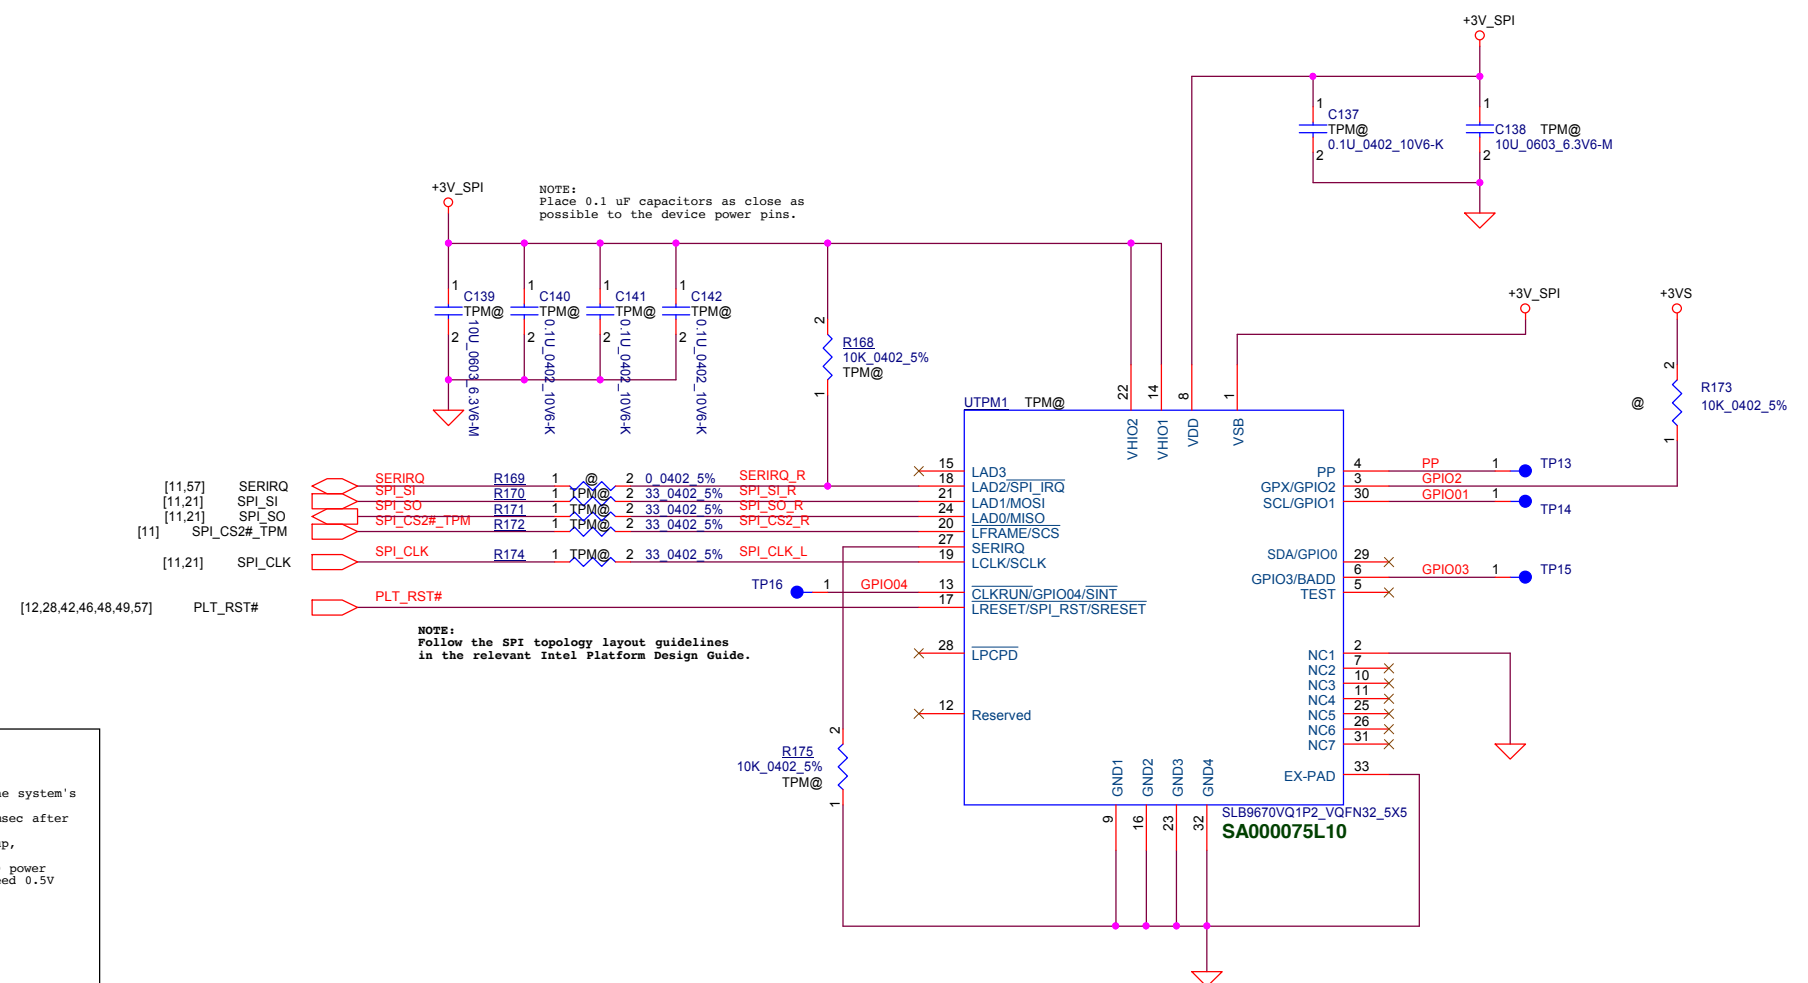 +3V_SPI
1
C137
TPM@
0.1U_0402_10V6-K
2
1
C138 TPM@
10U_0603_6.3V6-M
2
+3V_SPI
NOTE:
Place 0.1 uF capacitors as close as
possible to the device power pins.
1
C139
TPM@
10U_0603_6.3V6-M
2
1
C140
TPM@
0.1U_0402_10V6-K
2
1
C141
TPM@
0.1U_0402_10V6-K
2
1
C142
TPM@
0.1U_0402_10V6-K
2
2
R168
10K_0402_5%
TPM@
1
+3V_SPI
+3VS
2
R173
10K_0402_5%
@
1
UTPM1 TPM@
22
14
8
1
VHIO2
VHIO1
VDD
VSB
[11,57] SERIRQ SERIRQ R169 1 @ 2 0_0402_5% SERIRQ_R
[11,21] SPI_SI SPI_SI R170 1 TPM@ 2 33_0402_5% SPI_SI_R
[11,21] SPI_SO SPI_SO R171 1 TPM@ 2 33_0402_5% SPI_SO_R
[11] SPI_CS2#_TPM SPI_CS2#_TPM R172 1 TPM@ 2 33_0402_5% SPI_CS2_R
[11,21] SPI_CLK SPI_CLK R174 1 TPM@ 2 33_0402_5% SPI_CLK_L
TP16 1 GPIO04
[12,28,42,46,48,49,57] PLT_RST# PLT_RST#
NOTE:
Follow the SPI topology layout guidelines
in the relevant Intel Platform Design Guide.
15 LAD3
18 LAD2/SPI_IRQ
21 LAD1/MOSI
24 LAD0/MISO
20 LFRAME/SCS
27 SERIRQ
19 LCLK/SCLK
13 CLKRUN/GPIO04/SINT
17 LRESET/SPI_RST/SRESET
28 LPCPD
12 Reserved
PP 4 PP 1 TP13
GPX/GPIO2 3 GPIO2
SCL/GPIO1 30 GPIO01 1 TP14
SDA/GPIO0 29
GPIO3/BADD 6 GPIO03 1 TP15
TEST 5
NC1 2
NC2 7
NC3 10
NC4 11
NC5 25
NC6 26
NC7 31
EX-PAD 33
2
R175
10K_0402_5%
TPM@
1
GND1
GND2
GND3
GND4
9
16
23
32
SLB9670VQ1P2_VQFN32_5X5
SA000075L10
e system's
sec after
p,
power
ed 0.5V